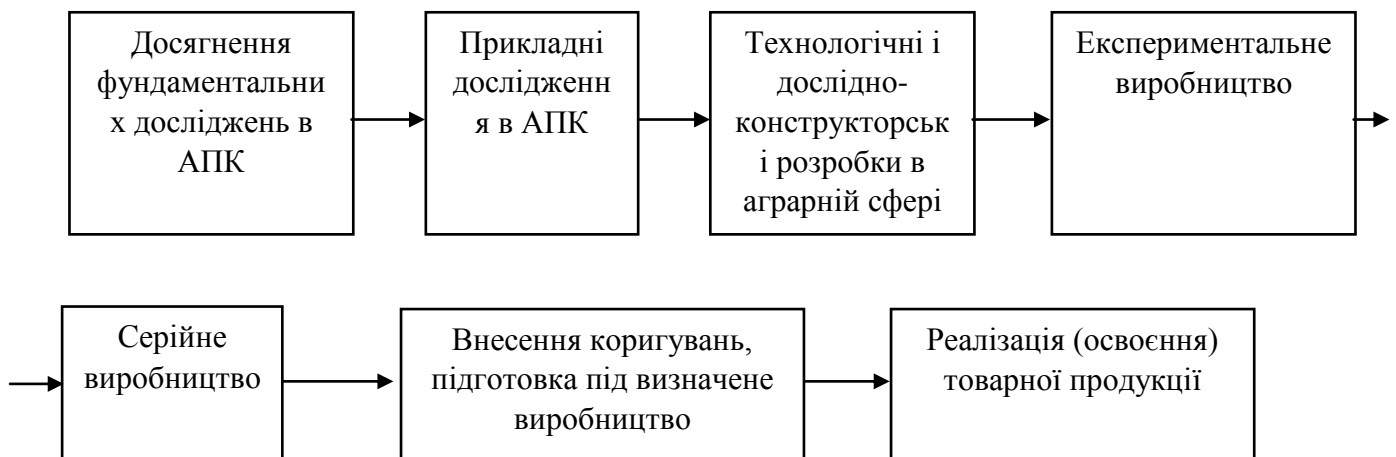 Досягнення
фундаментальни
х досліджень в
АПК
Прикладні
дослідженн
я в АПК
Технологічні і
дослідно-
конструкторськ
і розробки в
аграрній сфері
Експериментальне
виробництво
Серійне
виробництво
Внесення коригувань,
підготовка під визначене
виробництво
Реалізація (освоєння)
товарної продукції